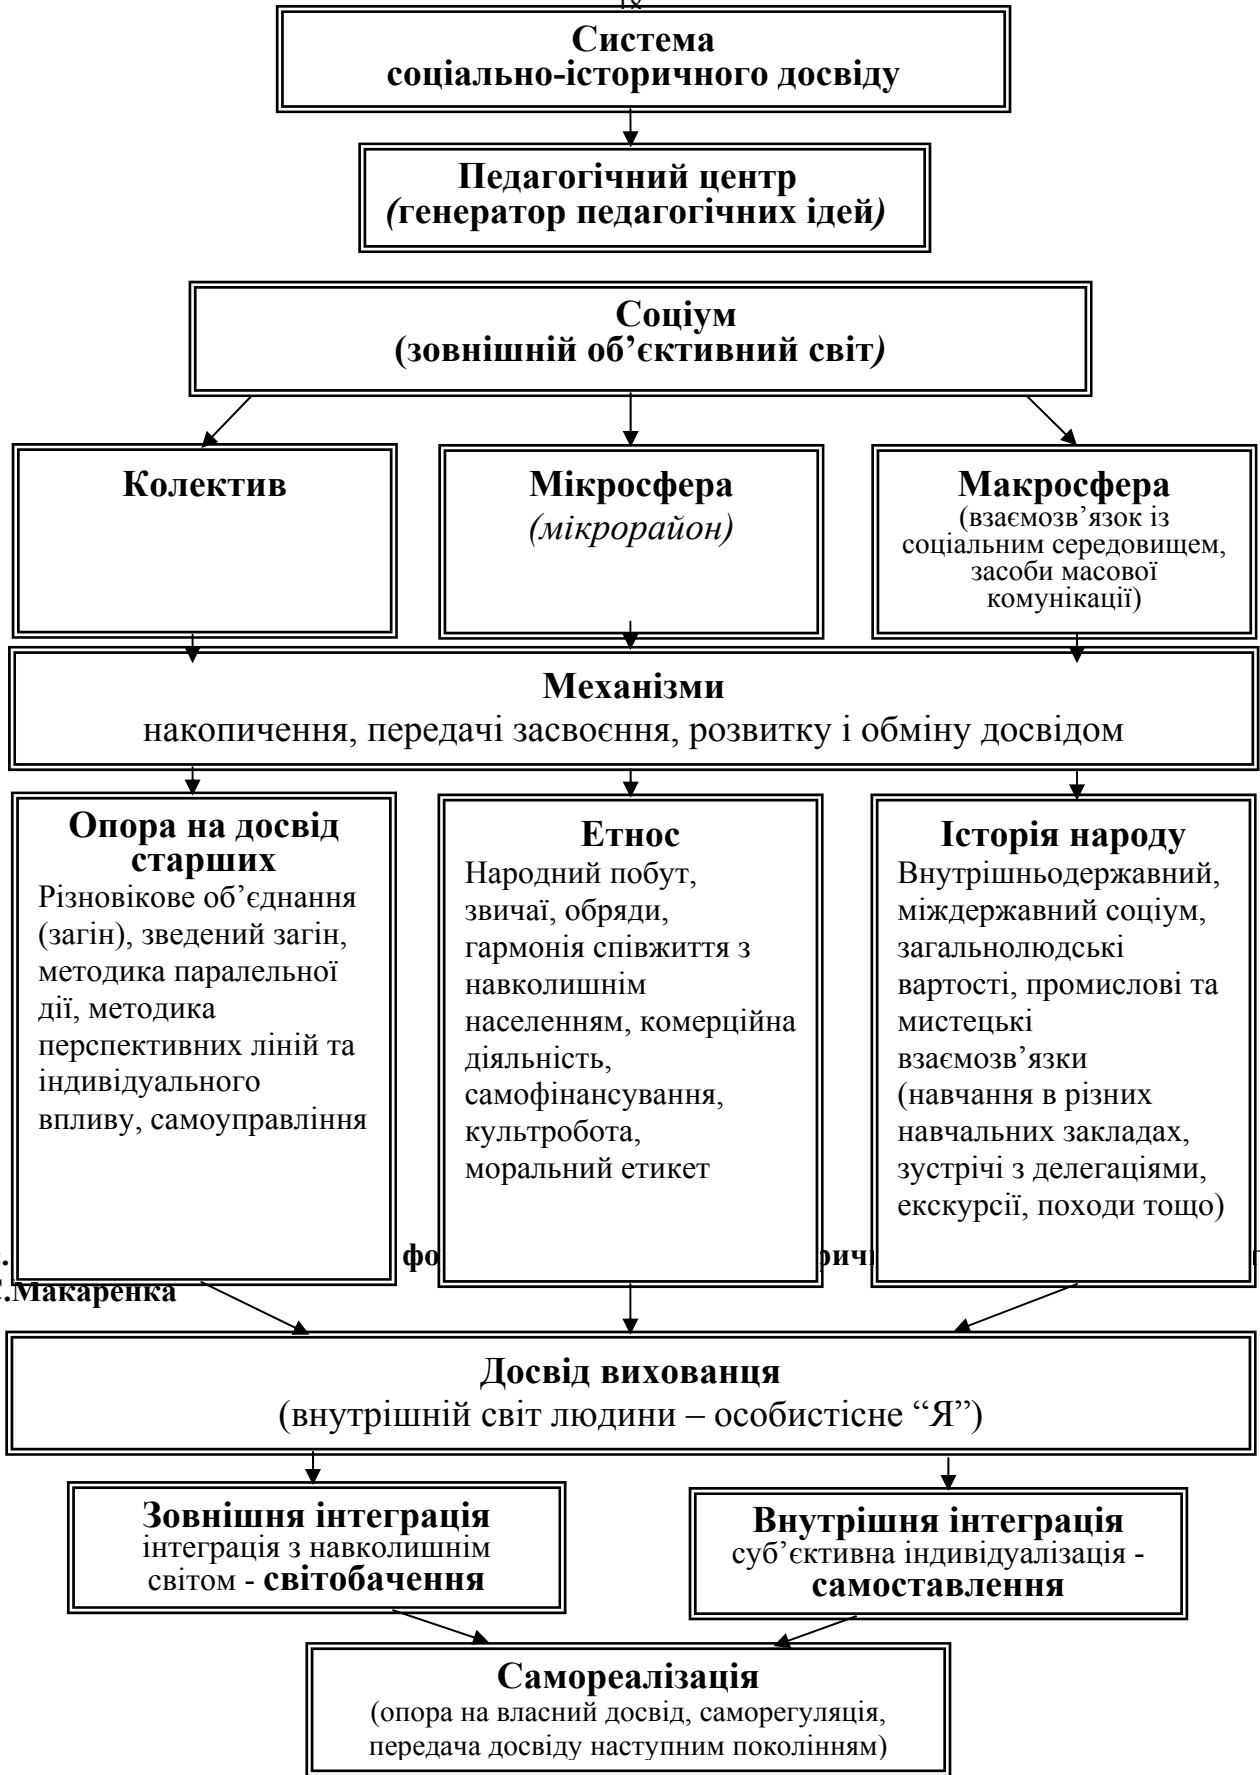 18
Система
соціально-історичного досвіду
Педагогічний центр
(генератор педагогічних ідей)
Соціум
(зовнішній об’єктивний світ)
Колектив
Мікросфера
(мікрорайон)
Макросфера
(взаємозв’язок із
соціальним середовищем,
засоби масової
комунікації)
Механізми
накопичення, передачі засвоєння, розвитку і обміну досвідом
Опора на досвід
старших
Різновікове об’єднання
(загін), зведений загін,
методика паралельної
дії, методика
перспективних ліній та
індивідуального
впливу, самоуправління
Етнос
Народний побут,
звичаї, обряди,
гармонія співжиття з
навколишнім
населенням, комерційна
діяльність,
самофінансування,
культробота,
моральний етикет
Історія народу
Внутрішньодержавний,
міждержавний соціум,
загальнолюдські
вартості, промислові та
мистецькі
взаємозв’язки
(навчання в різних
навчальних закладах,
зустрічі з делегаціями,
екскурсії, походи тощо)
фо
рич
.Макаренка
Досвід вихованця
(внутрішній світ людини – особистісне “Я”)
Зовнішня інтеграція
інтеграція з навколишнім
світом - світобачення
Внутрішня інтеграція
суб’єктивна індивідуалізація -
самоставлення
Самореалізація
(опора на власний досвід, саморегуляція,
передача досвіду наступним поколінням)